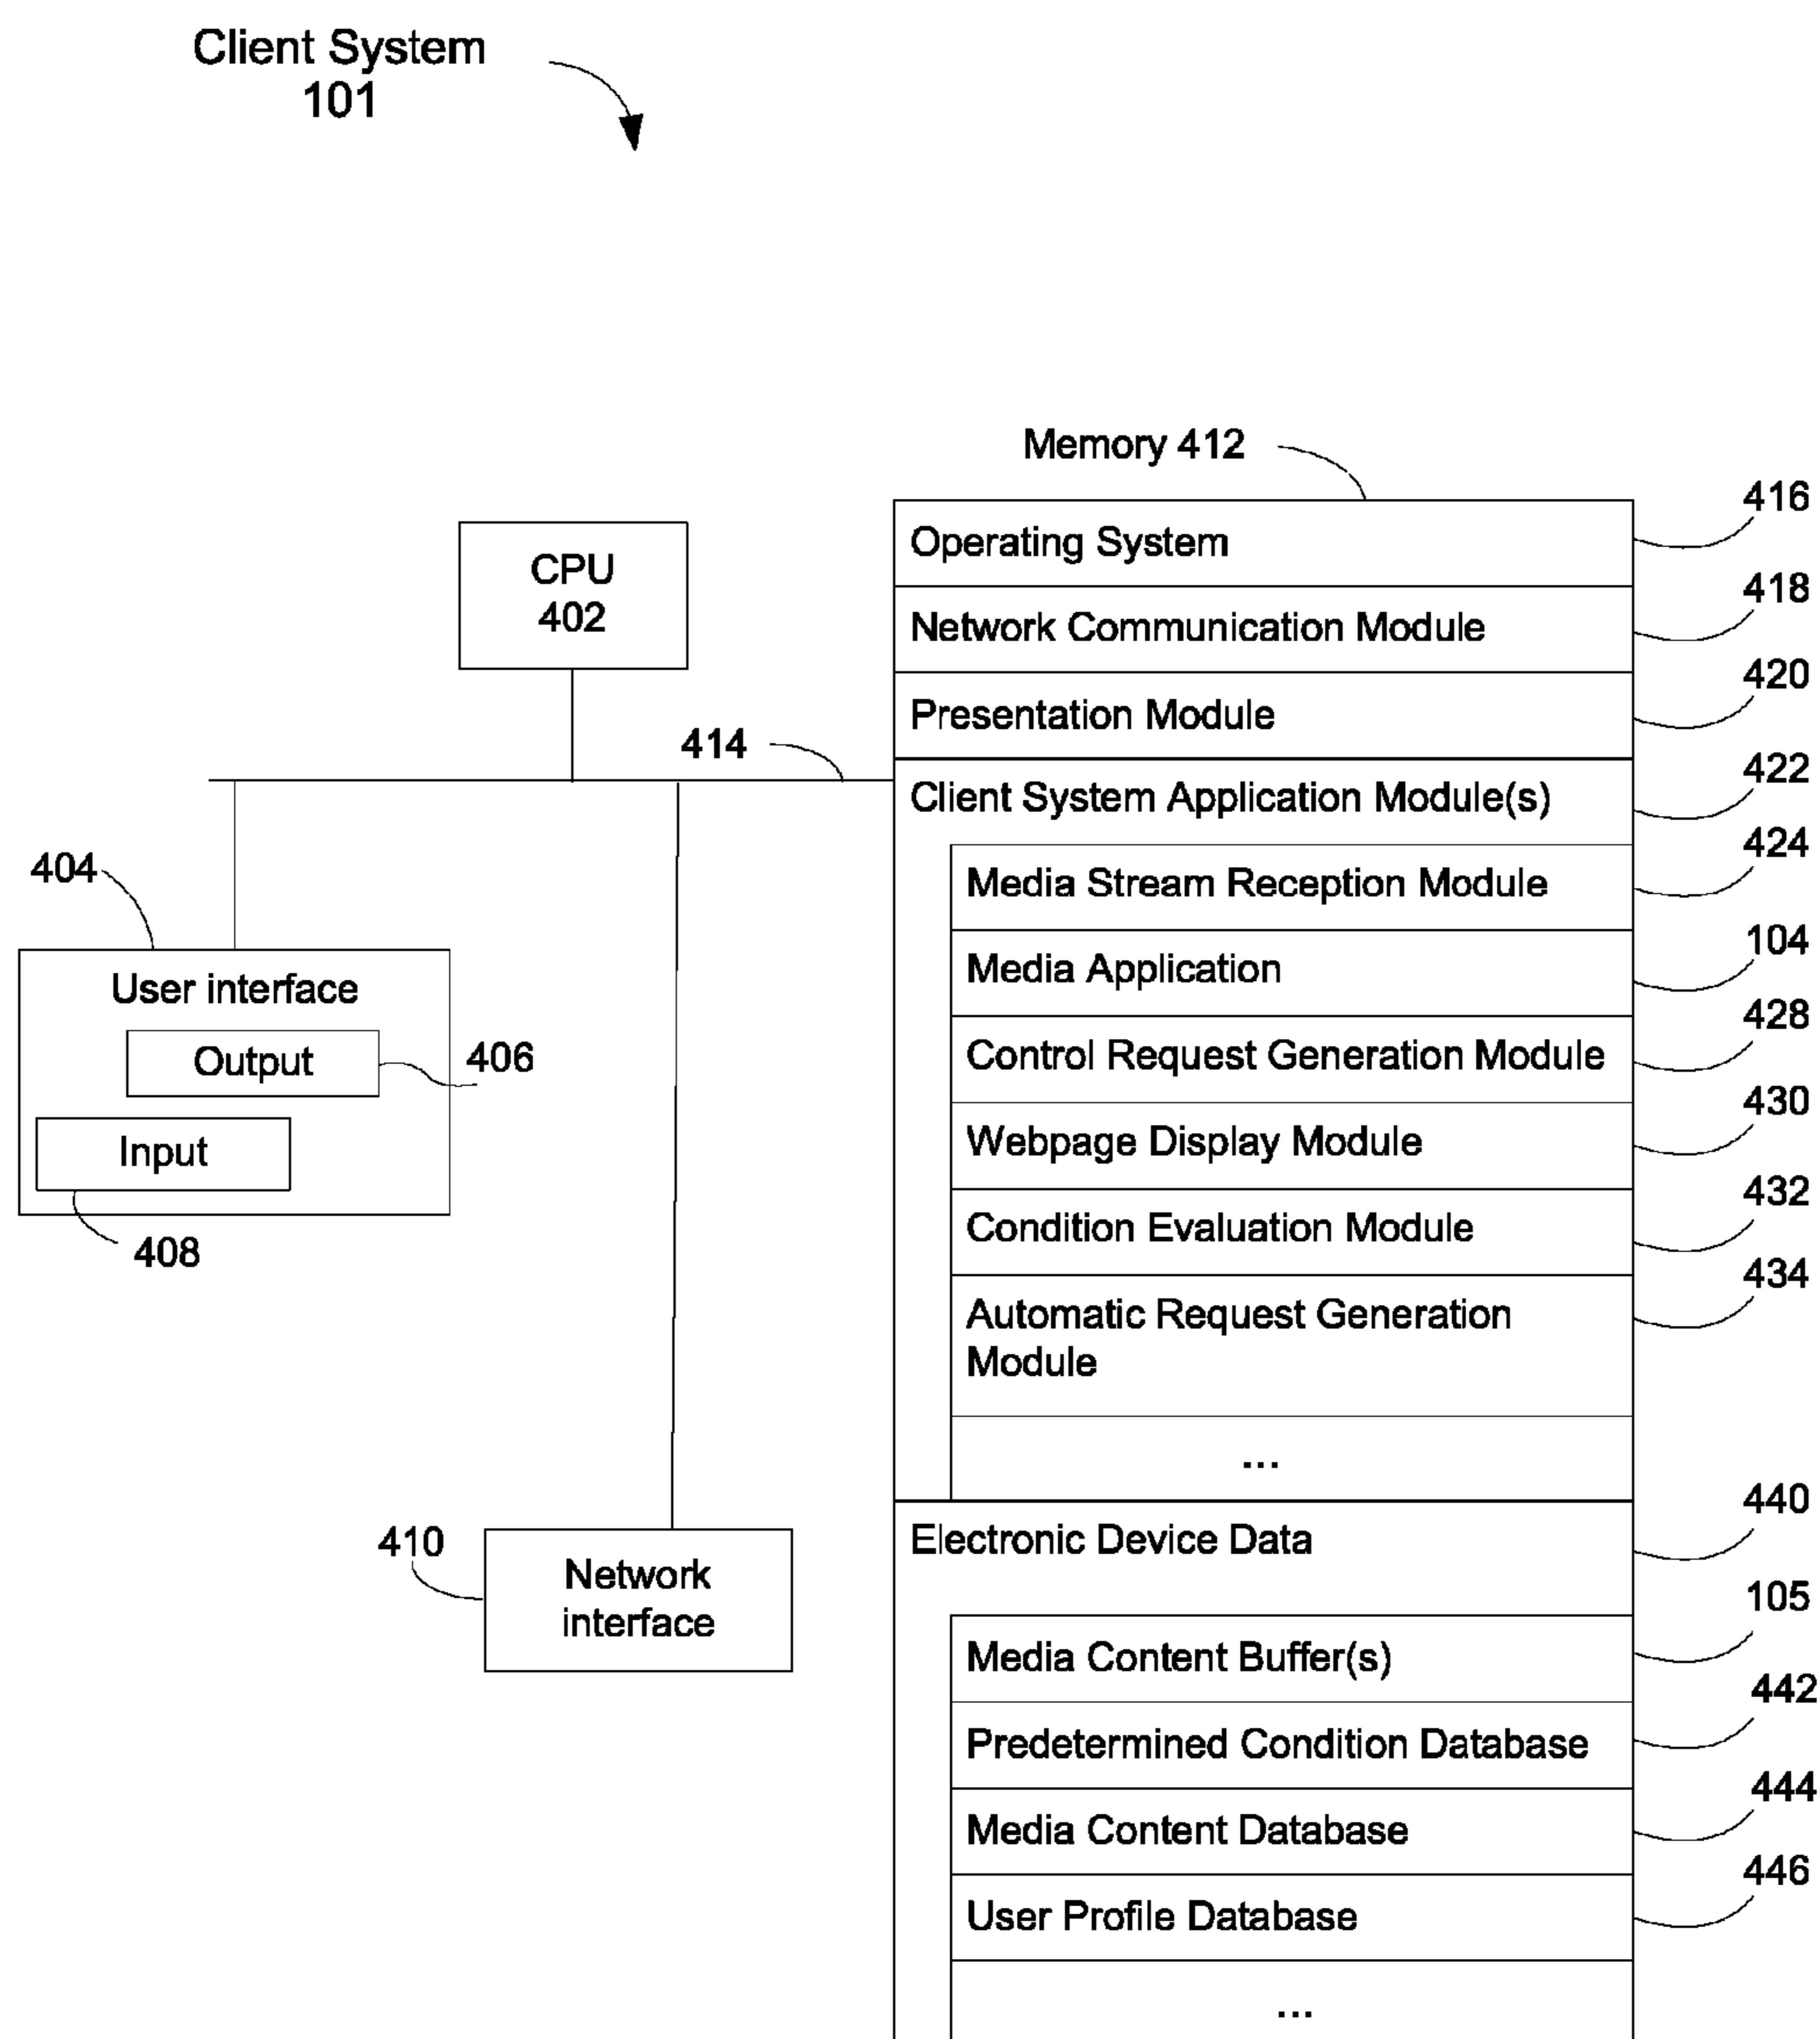 Client System
101
Memory 412
CPU
402
414
404
User interface
Output
406
Input
408
410
Network
interface
Operating System
416
Network Communication Module
418
Presentation Module
420
Client System Application Module(s)
422
Media Stream Reception Module
424
Media Application
104
Control Request Generation Module
428
Webpage Display Module
430
Condition Evaluation Module
432
Automatic Request Generation
Module
434
...
Electronic Device Data
440
Media Content Buffer(s)
105
Predetermined Condition Database
442
Media Content Database
444
User Profile Database
446
...